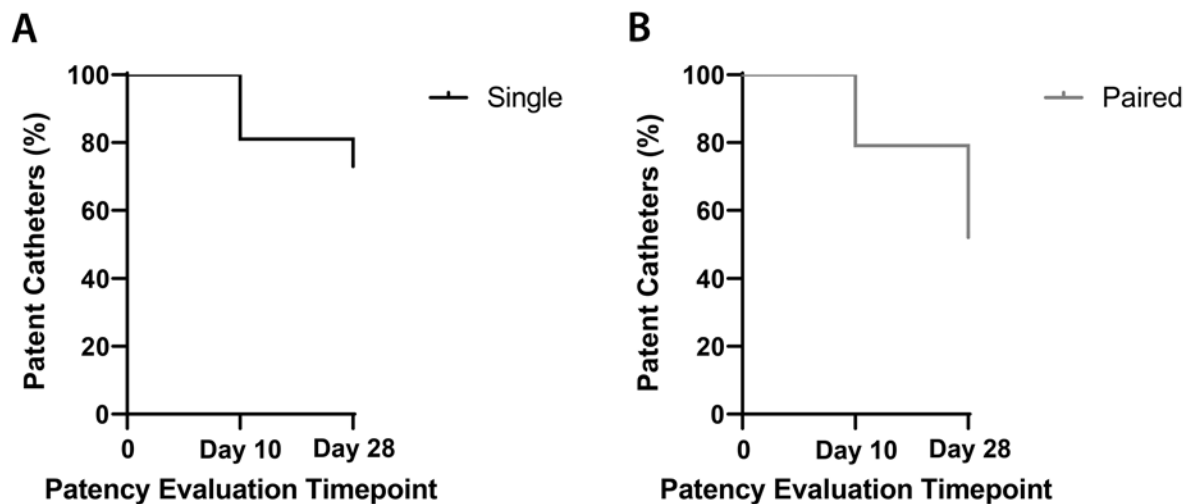 A
Patent Catheters (%)
100
80
60
40
20
0
0 Day 10 Day 28
Patency Evaluation Timepoint
Single
B
Patent Catheters (%)
100
80
60
40
20
0
0 Day 10 Day 28
Patency Evaluation Timepoint
Paired